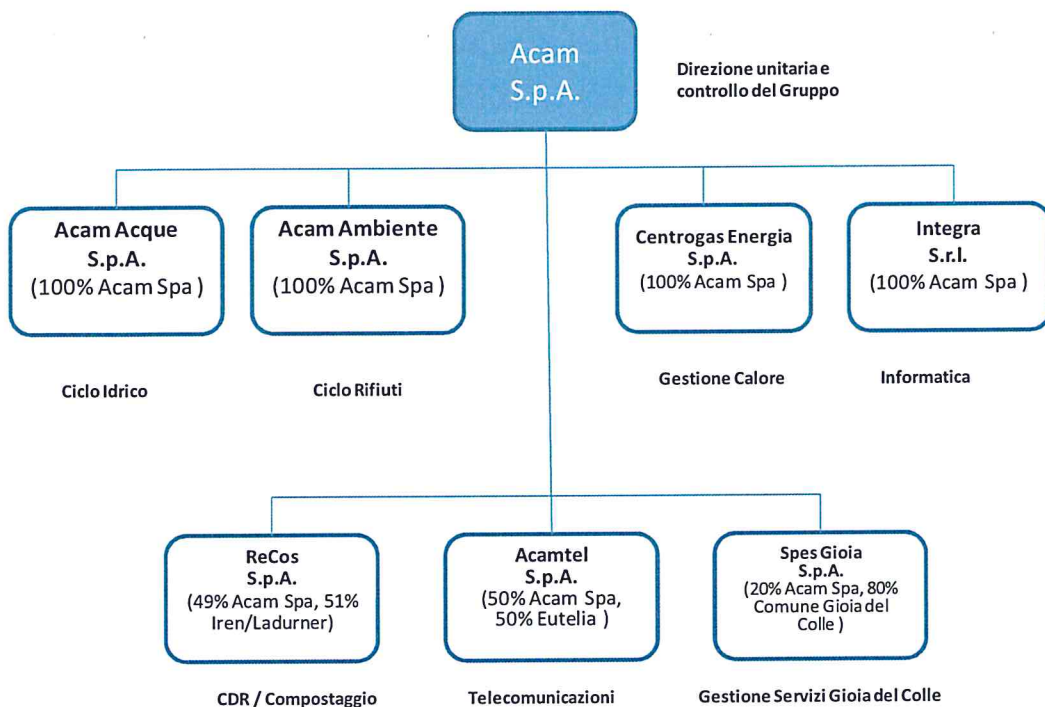 Acam
S.p.A.
Direzione unitaria e
controllo del Gruppo
Acam Acque
S.p.A.
(100% Acam Spa )
Acam Ambiente
S.p.A.
(100% Acam Spa )
Centrogas Energia
S.p.A.
(100% Acam Spa )
Integra
S.r.l.
(100% Acam Spa )
Ciclo Idrico
Ciclo Rifiuti
Gestione Calore
Informatica
ReCos
S.p.A.
(49% Acam Spa, 51%
Iren/Ladurner)
Acamtel
S.p.A.
(50% Acam Spa,
50% Eutelia )
Spes Gioia
S.p.A.
(20% Acam Spa, 80%
Comune Gioia del
Colle )
CDR / Compostaggio
Telecomunicazioni
Gestione Servizi Gioia del Colle